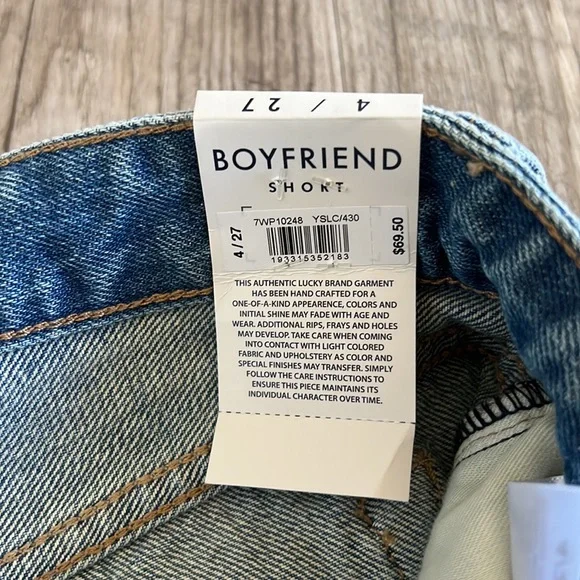 4 / 27
BOYFRIEND
SHORT
7WP10248 YSLC/430
4/27
193315352183
$69.50
THIS AUTHENTIC LUCKY BRAND GARMENT
HAS BEEN HAND CRAFTED FOR A
ONE-OF-A-KIND APPEARENCE, COLORS AND
INITIAL SHINE MAY FADE WITH AGE AND
WEAR. ADDITIONAL RIPS, FRAYS AND HOLES
MAY DEVELOP. TAKE CARE WHEN COMING
INTO CONTACT WITH LIGHT COLORED
FABRIC AND UPHOLSTERY AS COLOR AND
SPECIAL FINISHES MAY TRANSFER. SIMPLY
FOLLOW THE CARE INSTRUCTIONS TO
ENSURE THIS PIECE MAINTAINS ITS
INDIVIDUAL CHARACTER OVER TIME.